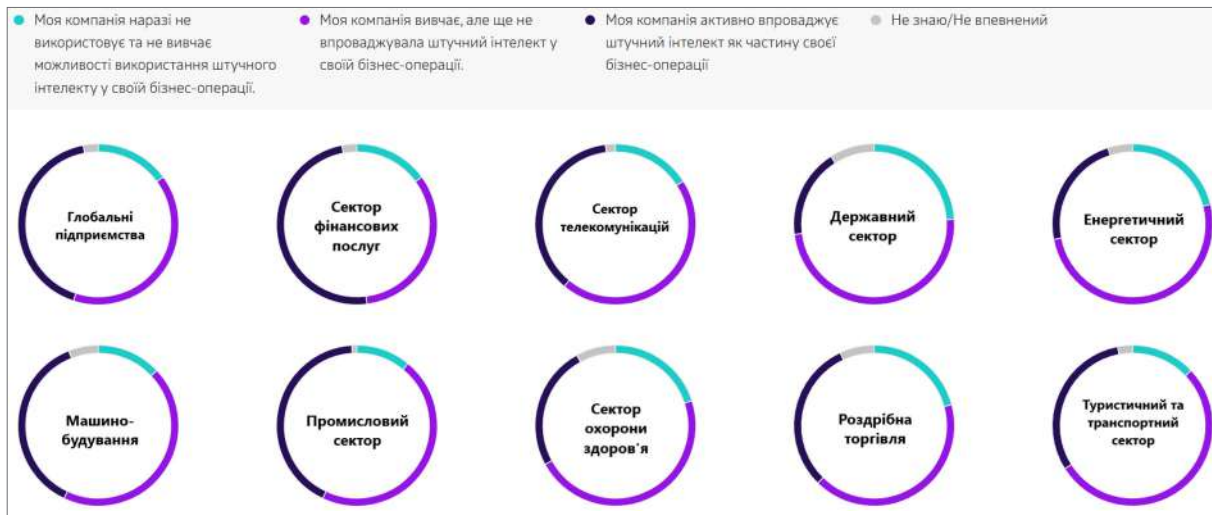 Моя компанія наразі не
використовує та не вивчає
можливості використання штучного
інтелекту у своїй бізнес-операції.
Моя компанія вивчає, але ще не
впроваджувала штучний інтелект у
своїй бізнес-операції.
Моя компанія активно впроваджує
штучний інтелект як частину своєї
бізнес-операції
Не знаю/Не впевнений
Глобальні
підприємства
Сектор
фінансових
послуг
Сектор
телекомунікацій
Державний
сектор
Енергетичний
сектор
Машино-
будування
Промисловий
сектор
Сектор
охорони
здоров'я
Роздрібна
торгівля
Туристичний та
транспортний
сектор